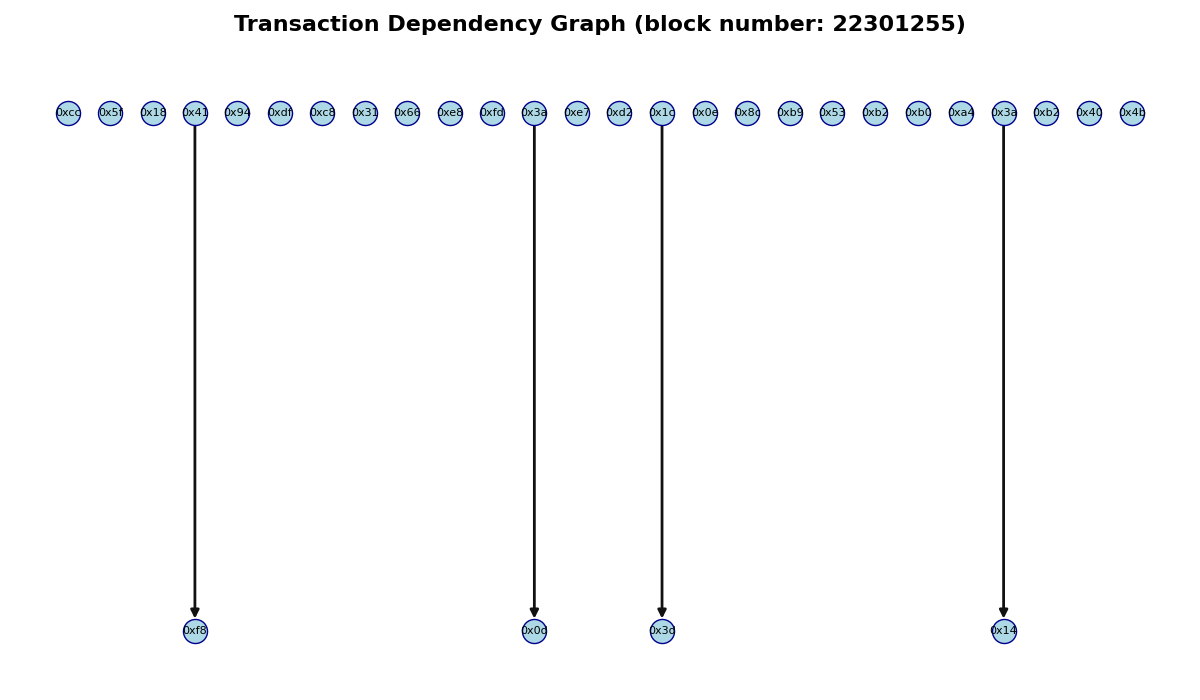 Transaction Dependency Graph (block number: 22301255)
0xcc 0x5f 0x18 0x41 0x94 0xdf 0xc8 0x31 0x66 0xe8 0xfd 0x3a 0xe7 0xd2 0x1c 0x0e 0x8c 0xb9 0x53 0xb2 0xb0 0xa4 0x3a 0xb2 0x40 0x4b
0xf8 0x0d 0x3d 0x14